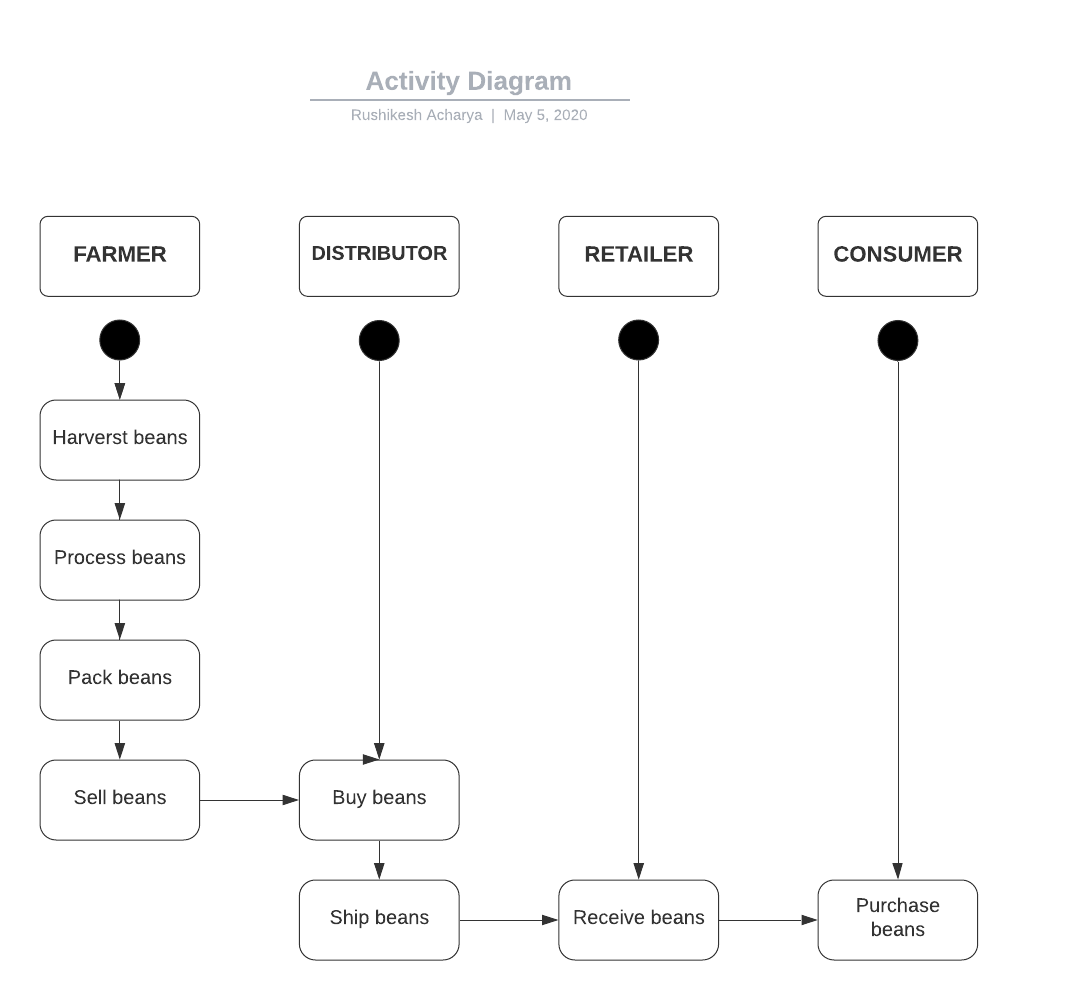 Activity Diagram
Rushikesh Acharya | May 5, 2020
FARMER
DISTRIBUTOR
RETAILER
CONSUMER
Harverst beans
Process beans
Pack beans
Sell beans
Buy beans
Ship beans
Receive beans
Purchase
beans